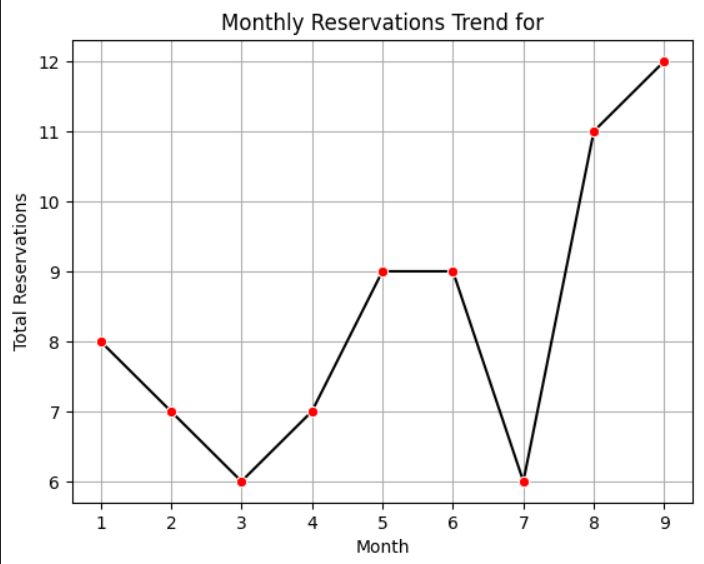 Monthly Reservations Trend for
12
11
10
9
8
7
6
Total Reservations
1 2 3 4 5 6 7 8 9
Month